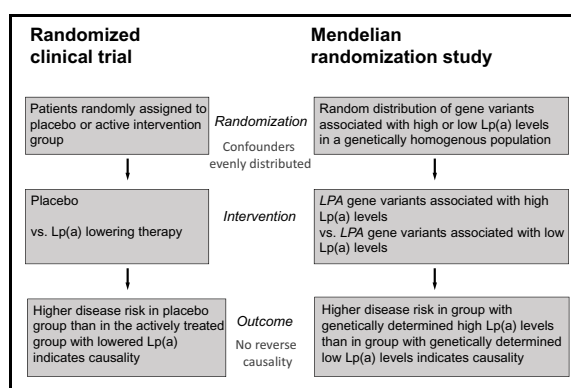 Randomized
clinical trial
Mendelian
randomization study
Patients randomly assigned to
placebo or active intervention
group
Randomization
Confounders
evenly distributed
Random distribution of gene variants
associated with high or low Lp(a) levels
in a genetically homogenous population
Placebo
vs. Lp(a) lowering therapy
Intervention
LPA gene variants associated with high
Lp(a) levels
vs. LPA gene variants associated with low
Lp(a) levels
Higher disease risk in placebo
group than in the actively treated
group with lowered Lp(a)
indicates causality
Outcome
No reverse
causality
Higher disease risk in group with
genetically determined high Lp(a) levels
than in group with genetically determined
low Lp(a) levels indicates causality